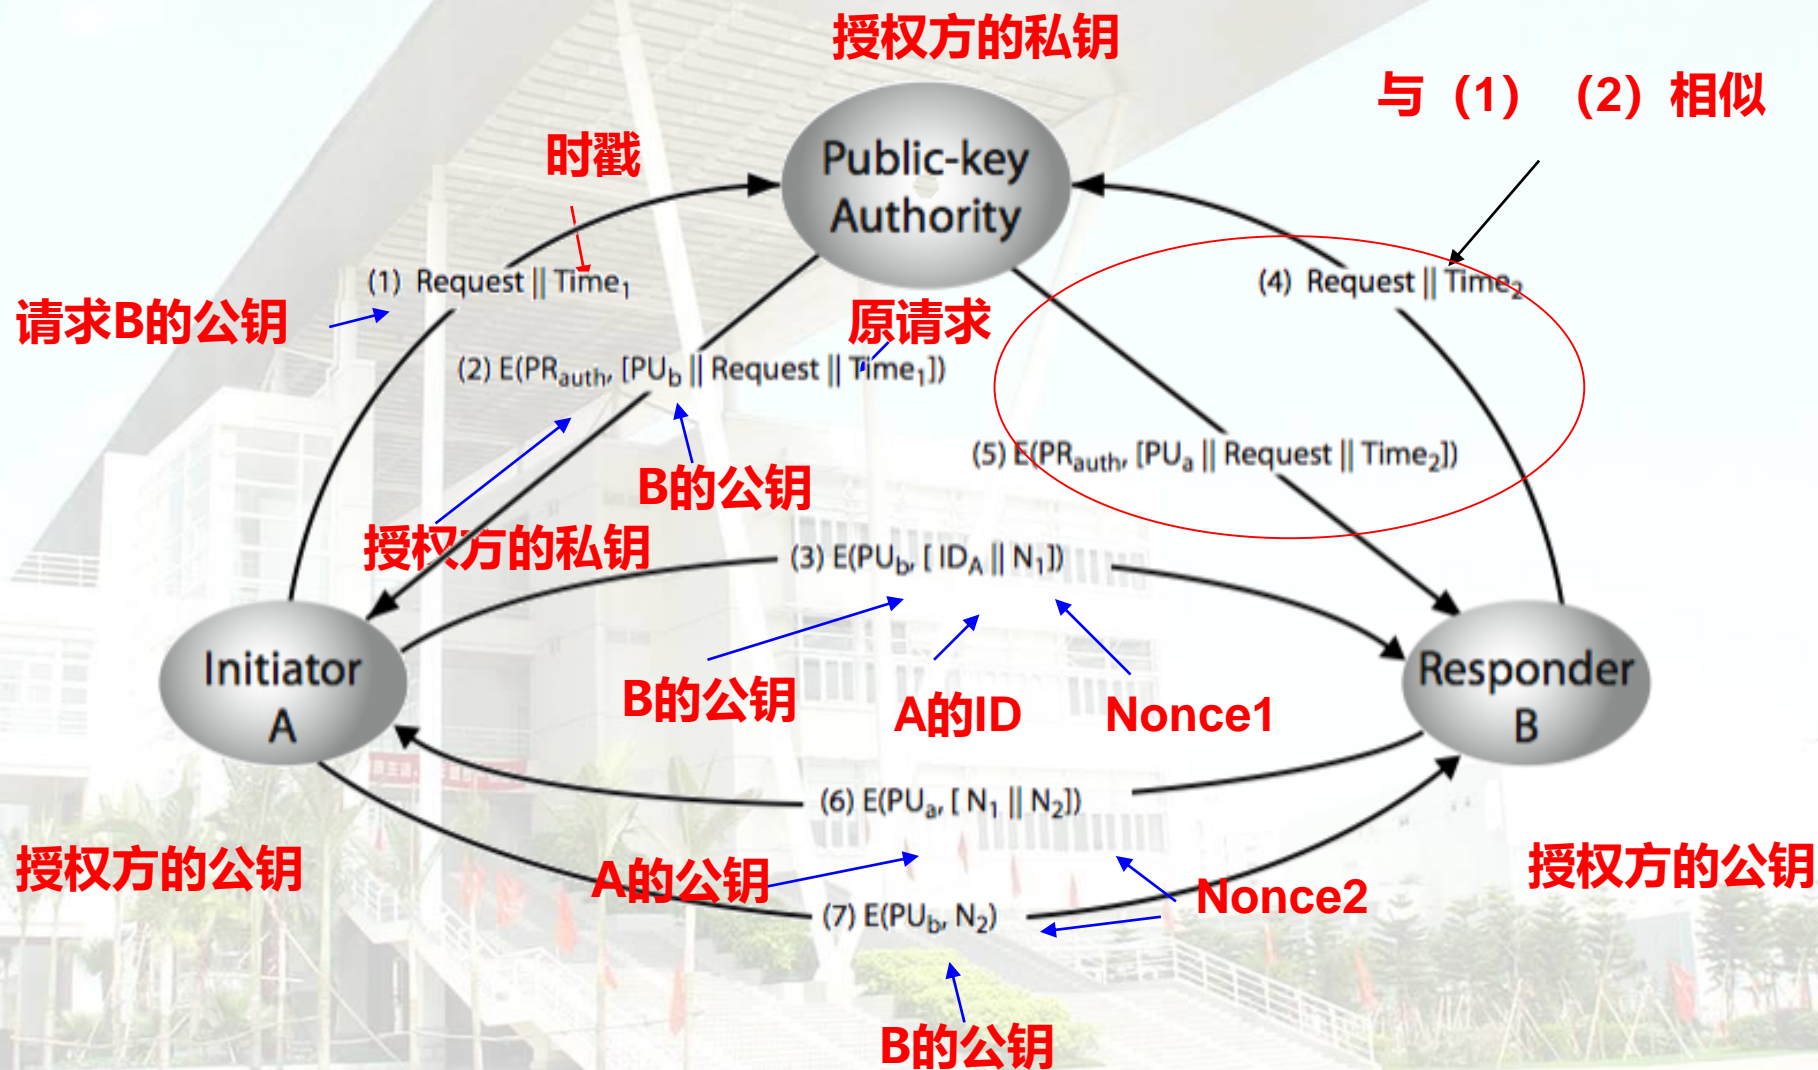 授权方的私钥
与（1）（2）相似
时戳
Public-key
Authority
(1) Request || Time₁
(4) Request || Time₂
请求B的公钥
原请求
(2) E(PRauth, [PUb || Request || Time₁])
(5) E(PRauth, [PUa || Request || Time₂])
B的公钥
授权方的私钥
(3) E(PUb, [ IDA || N₁])
Initiator
A
Responder
B
B的公钥
A的ID
Nonce1
(6) E(PUa, [ N₁ || N₂])
授权方的公钥
A的公钥
授权方的公钥
Nonce2
(7) E(PUb, N₂)
B的公钥